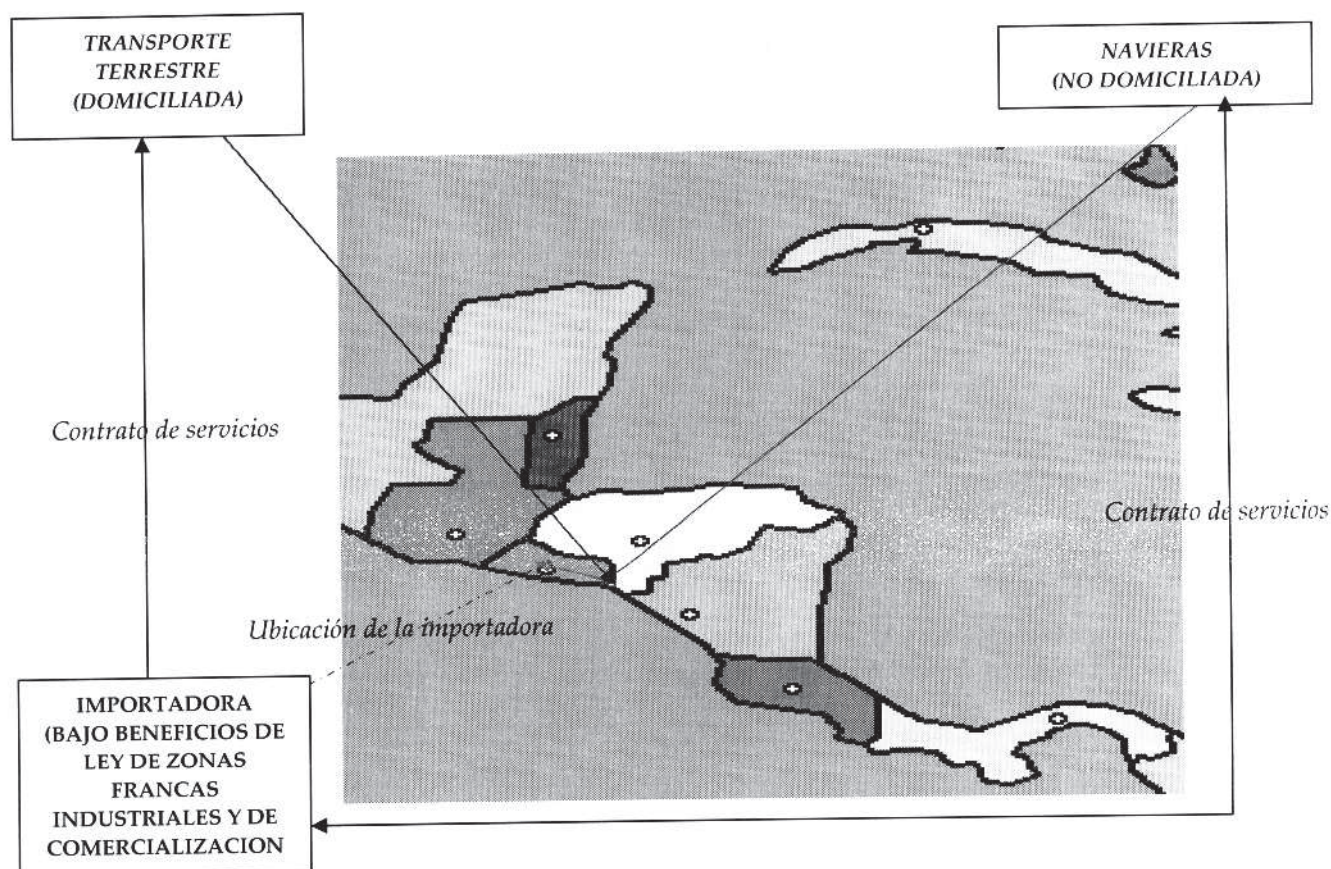 TRANSPORTE
TERRESTRE
(DOMICILIADA)
NAVIERAS
(NO DOMICILIADA)
Contrato de servicios
Contrato de servicios
Ubicación de la importadora
IMPORTADORA
(BAJO BENEFICIOS DE
LEY DE ZONAS
FRANCAS
INDUSTRIALES Y DE
COMERCIALIZACION